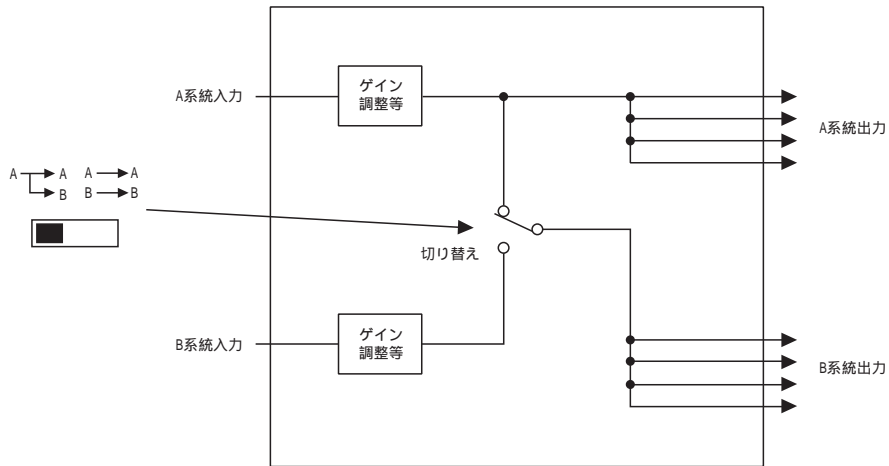 ゲイン
調整等
A系統入力
A系統出力
A A A A
B B B
切り替え
ゲイン
調整等
B系統入力
B系統出力